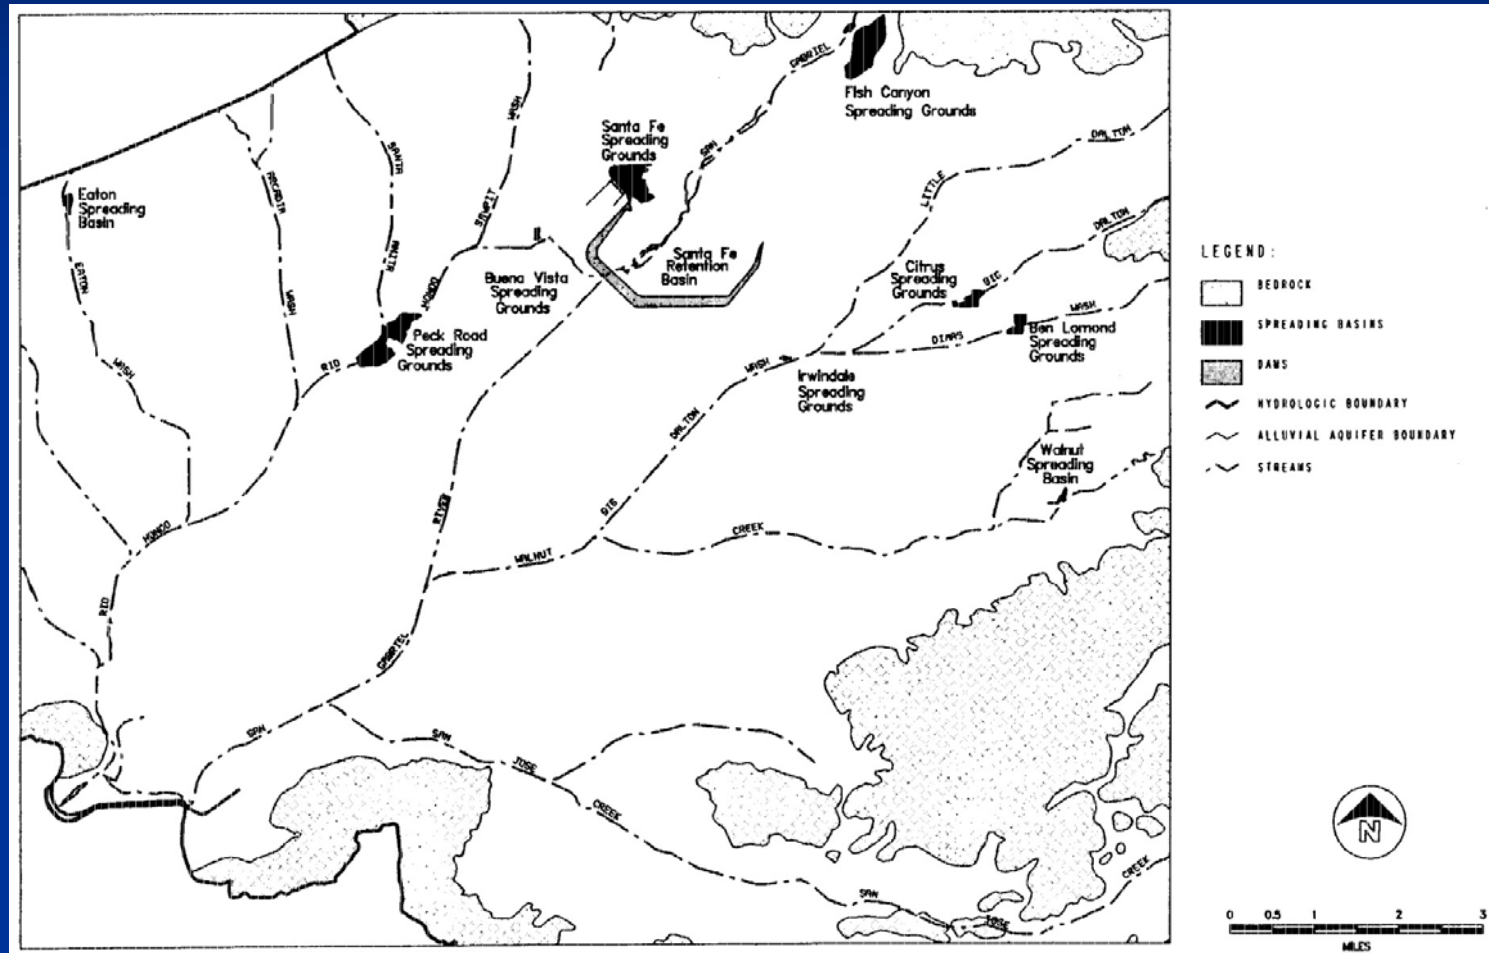 GABRIEL
SAN
Fish Canyon
Spreading Grounds
WASH
SAWPIT
Santa Fe
Spreading
Grounds
SANTA
ANITA
ARCADIA
WASH
Eaton
Spreading
Basin
EATON
WASH
LITTLE
DALTON
BIG
DALTON
Santa Fe
Retention
Basin
Buena Vista
Spreading
Grounds
Citrus
Spreading
Grounds
WASH
DIMAS
Ben Lomond
Spreading
Grounds
RIO
HONDO
Peck Road
Spreading
Grounds
Irwindale
Spreading
Grounds
WASH
DALTON
BIG
Walnut
Spreading
Basin
WALNUT
CREEK
RIVER
GABRIEL
SAN
HONDO
RIO
SAN
JOSE
CREEK
SAN
JOSE
CREEK
LEGEND:
BEDROCK
SPREADING BASINS
DAMS
HYDROLOGIC BOUNDARY
ALLUVIAL AQUIFER BOUNDARY
STREAMS
N
0 0.5 1 2 3
MILES